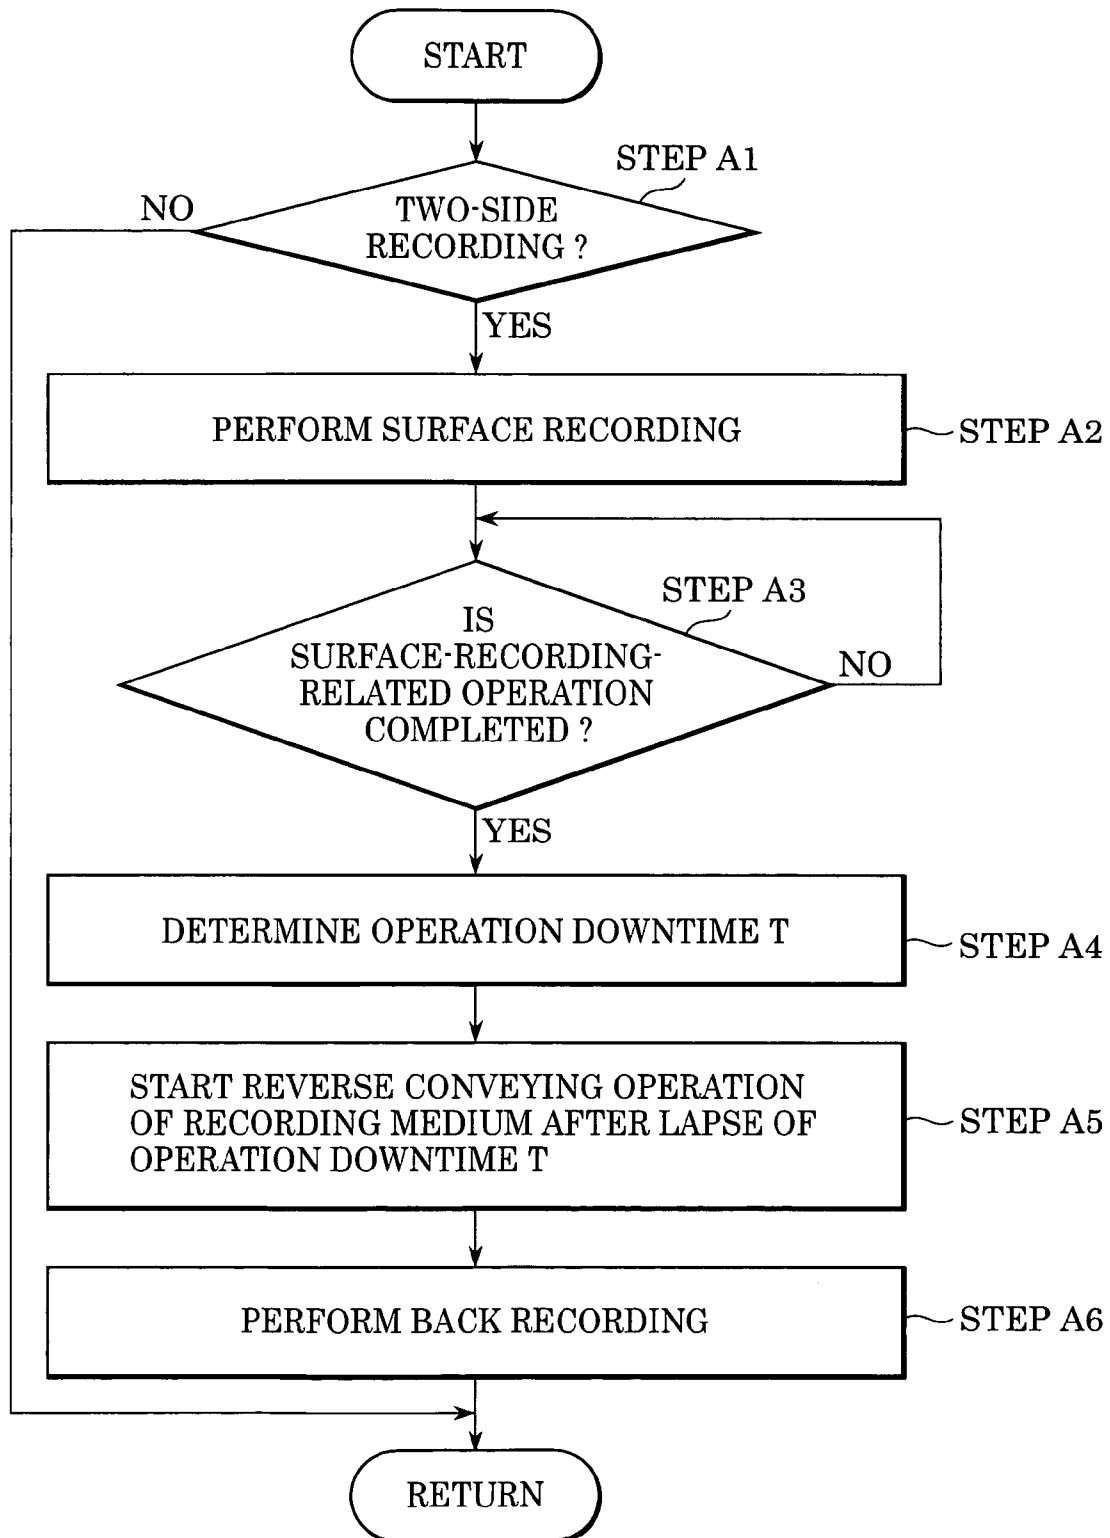 START
STEP A1
NO
TWO-SIDE
RECORDING ?
YES
PERFORM SURFACE RECORDING
STEP A2
STEP A3
IS
SURFACE-RECORDING-
RELATED OPERATION
COMPLETED ?
NO
YES
DETERMINE OPERATION DOWNTIME T
STEP A4
START REVERSE CONVEYING OPERATION
OF RECORDING MEDIUM AFTER LAPSE OF
OPERATION DOWNTIME T
STEP A5
PERFORM BACK RECORDING
STEP A6
RETURN